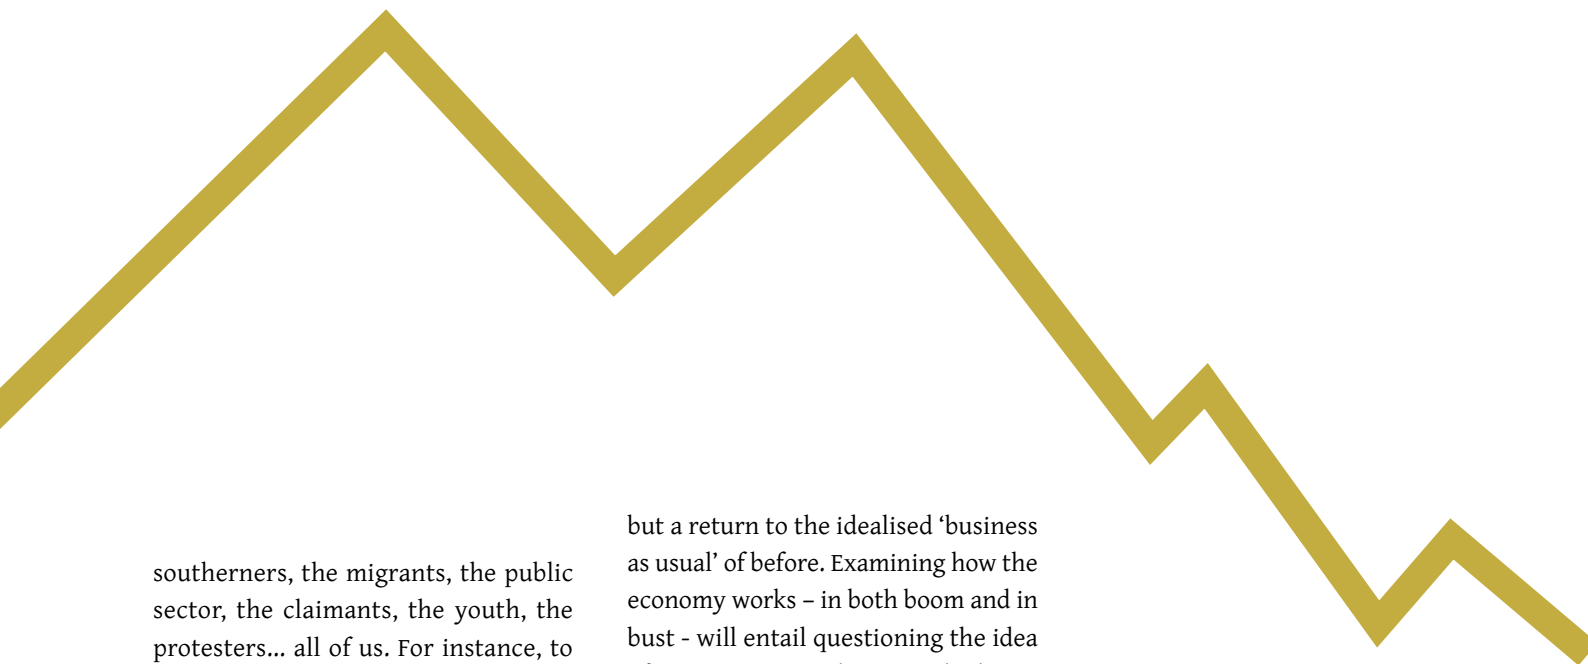 southerners, the migrants, the public
sector, the claimants, the youth, the
protesters... all of us. For instance, to
but a return to the idealised ‘business
as usual’ of before. Examining how the
economy works – in both boom and in
bust - will entail questioning the idea